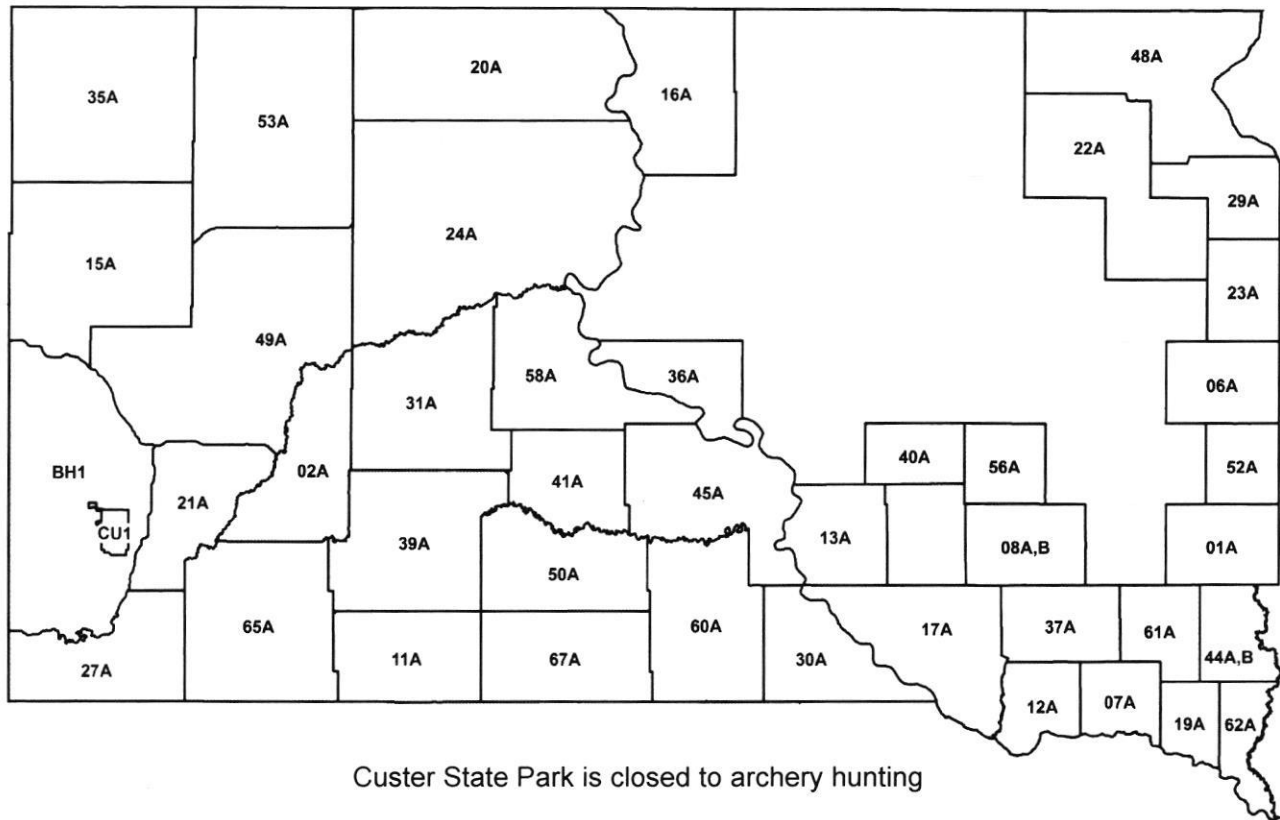 48A
20A
16A
35A
53A
22A
29A
24A
15A
23A
49A
58A
36A
31A
06A
40A
56A
BH1
02A
52A
41A
21A
45A
CU1
13A
08A,B
01A
39A
50A
65A
17A
37A
61A
60A
11A
67A
30A
44A,B
27A
12A
07A
19A
62A
Custer State Park is closed to archery hunting